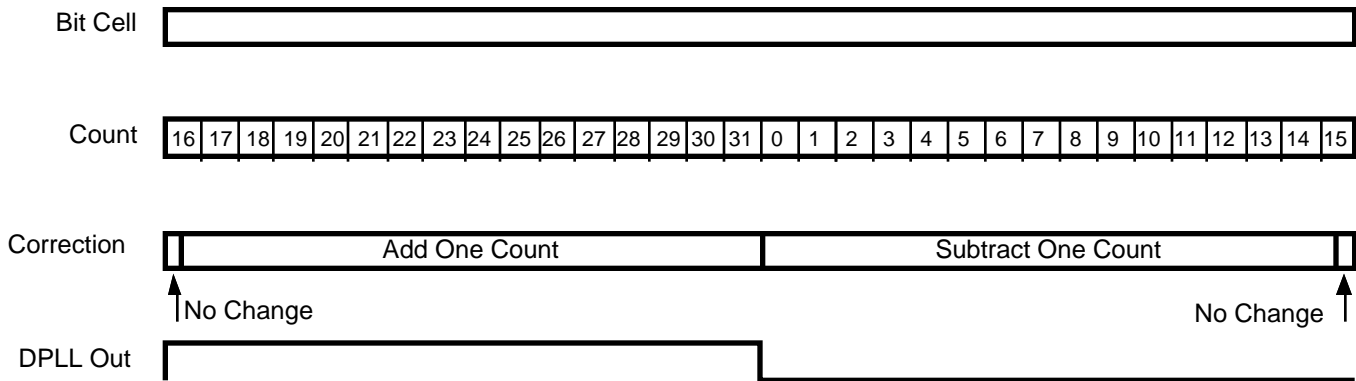 Bit Cell
Count 16 17 18 19 20 21 22 23 24 25 26 27 28 29 30 31 0 1 2 3 4 5 6 7 8 9 10 11 12 13 14 15
Correction Add One Count Subtract One Count
No Change No Change
DPLL Out